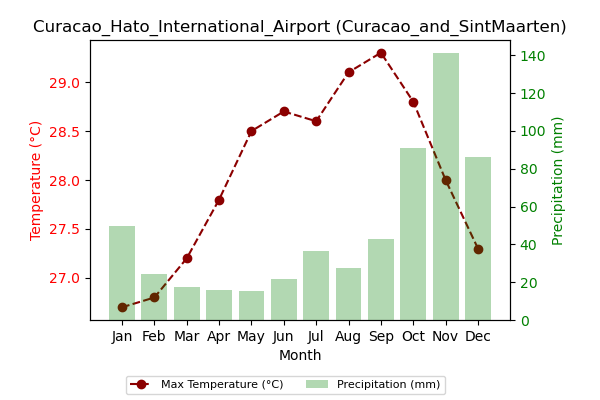 Curacao_Hato_International_Airport (Curacao_and_SintMaarten)
Temperature (°C)
29.0
28.5
28.0
27.5
27.0
140
120
100
80
60
40
20
0
Precipitation (mm)
Jan Feb Mar Apr May Jun Jul Aug Sep Oct Nov Dec
Month
Max Temperature (°C) Precipitation (mm)